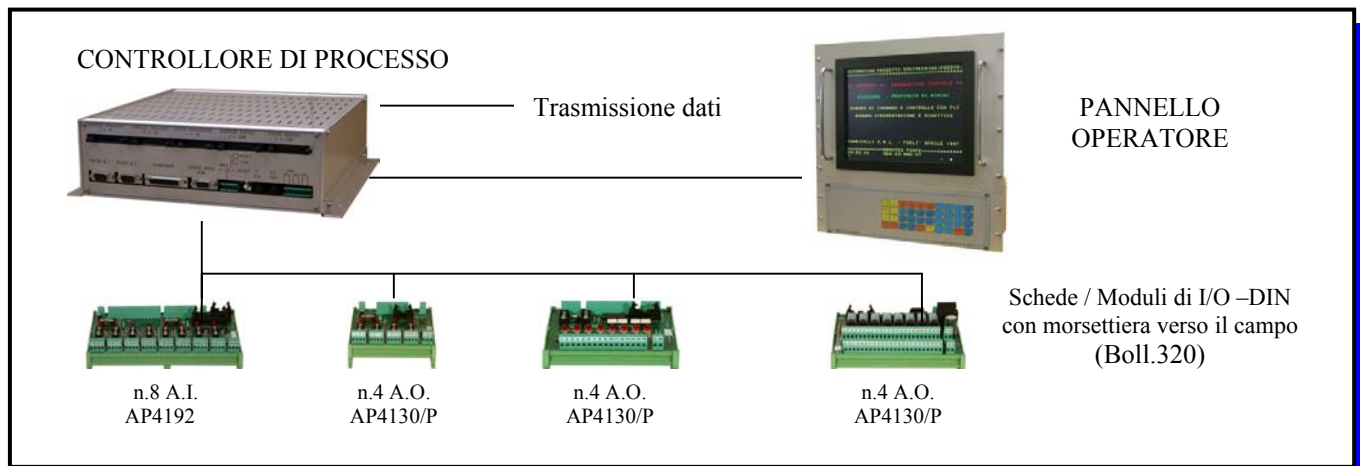 CONTROLLORE DI PROCESSO
Trasmissione dati
PANNELLO
OPERATORE
Schede / Moduli di I/O –DIN
con morsettiera verso il campo
(Boll.320)
n.8 A.I.
AP4192
n.4 A.O.
AP4130/P
n.4 A.O.
AP4130/P
n.4 A.O.
AP4130/P